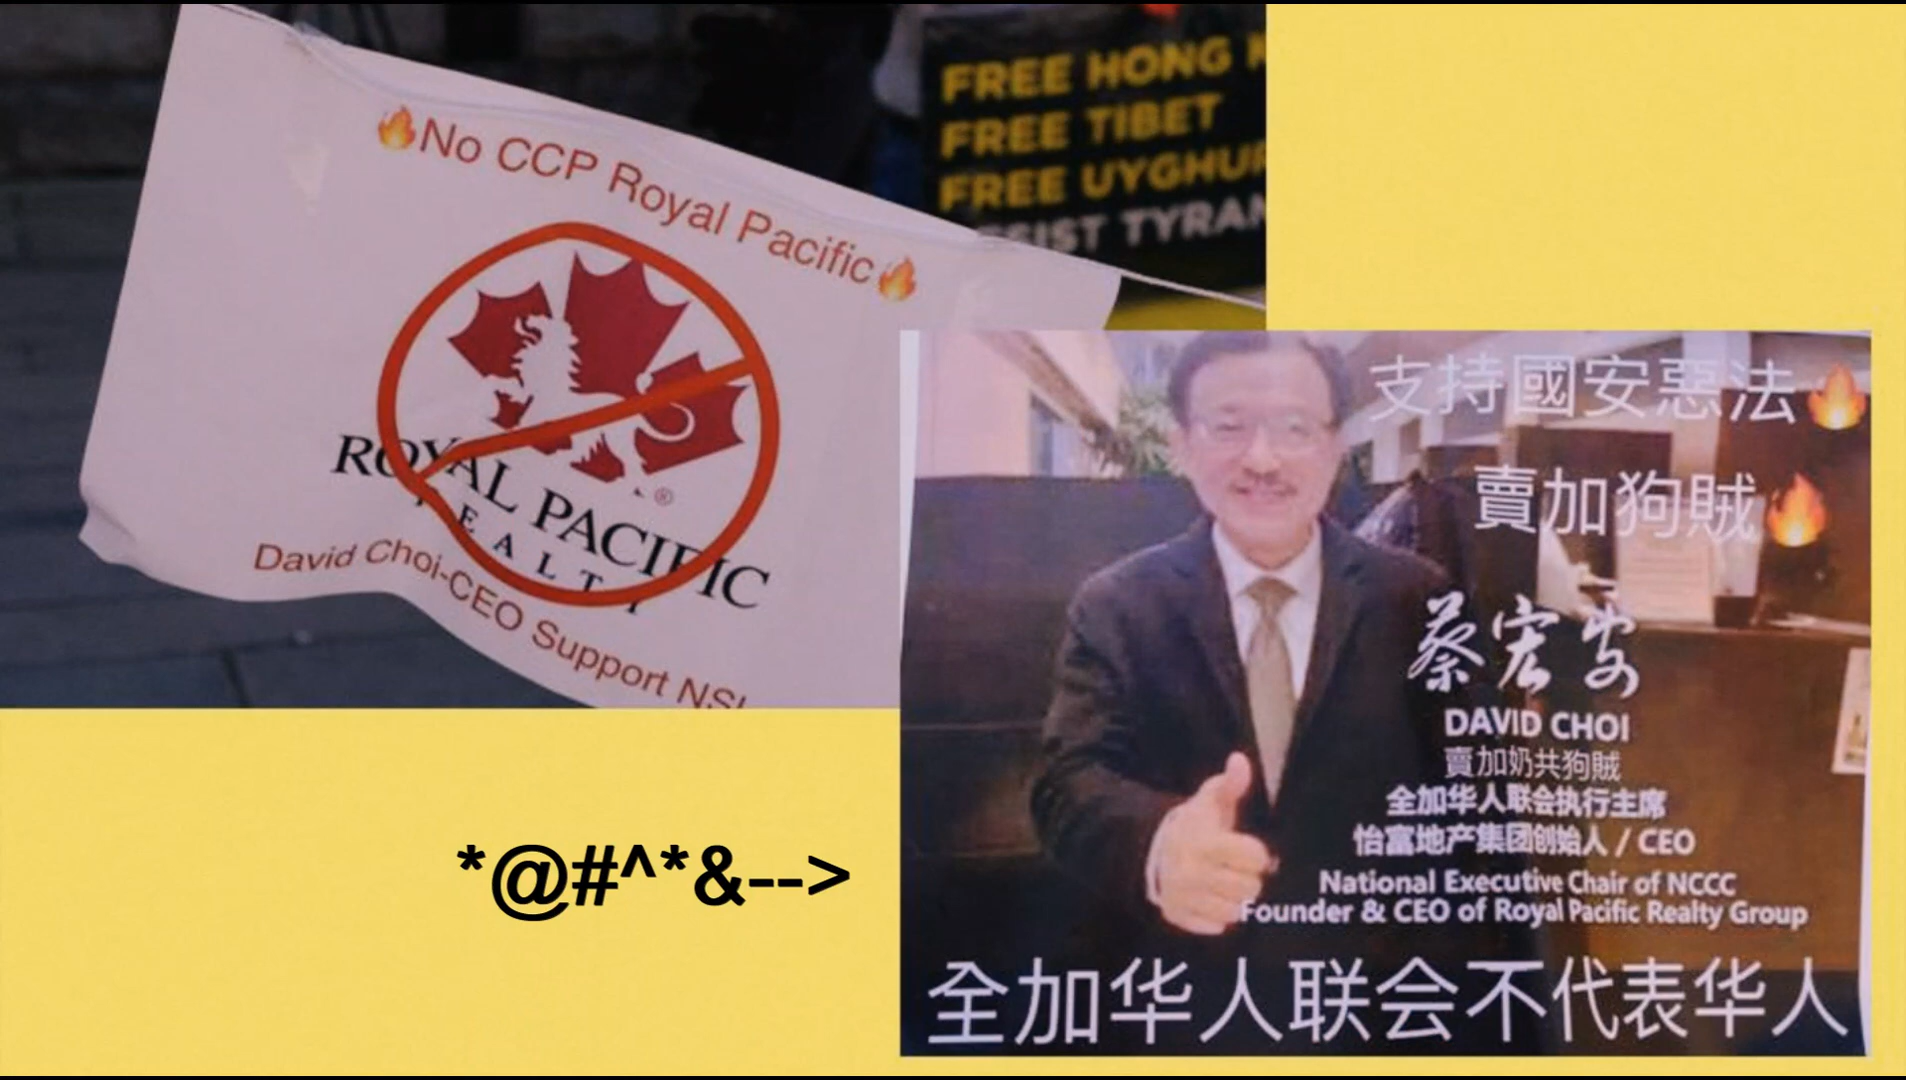 🔥No CCP Royal Pacific🔥
ROYAL PACIFIC
REALTY
®
David Choi-CEO Support NSL
FREE HONG
FREE TIBET
FREE UYGHUR
支持國安惡法🔥
賣加狗賊🔥
蔡宏安
DAVID CHOI
賣加奶共狗賊
全加华人联会执行主席
怡富地产集团创始人 / CEO
National Executive Chair of NCCC
Founder & CEO of Royal Pacific Realty Group
全加华人联会不代表华人
*@#^*&-->